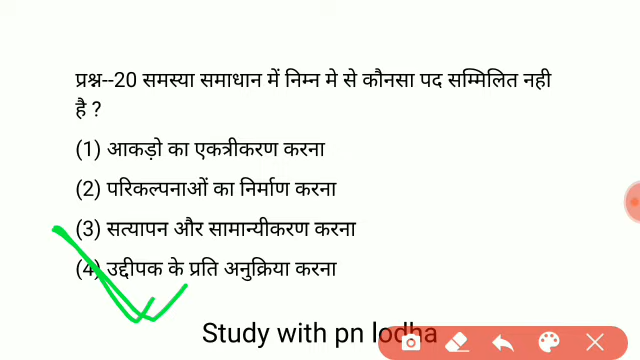 प्रश्न--20 समस्या समाधान में निम्न मे से कौनसा पद सम्मिलित नही
है ?
(1) आकड़ो का एकत्रीकरण करना
(2) परिकल्पनाओं का निर्माण करना
(3) सत्यापन और सामान्यीकरण करना
(4) उद्दीपक के प्रति अनुक्रिया करना
Study with pn lodha